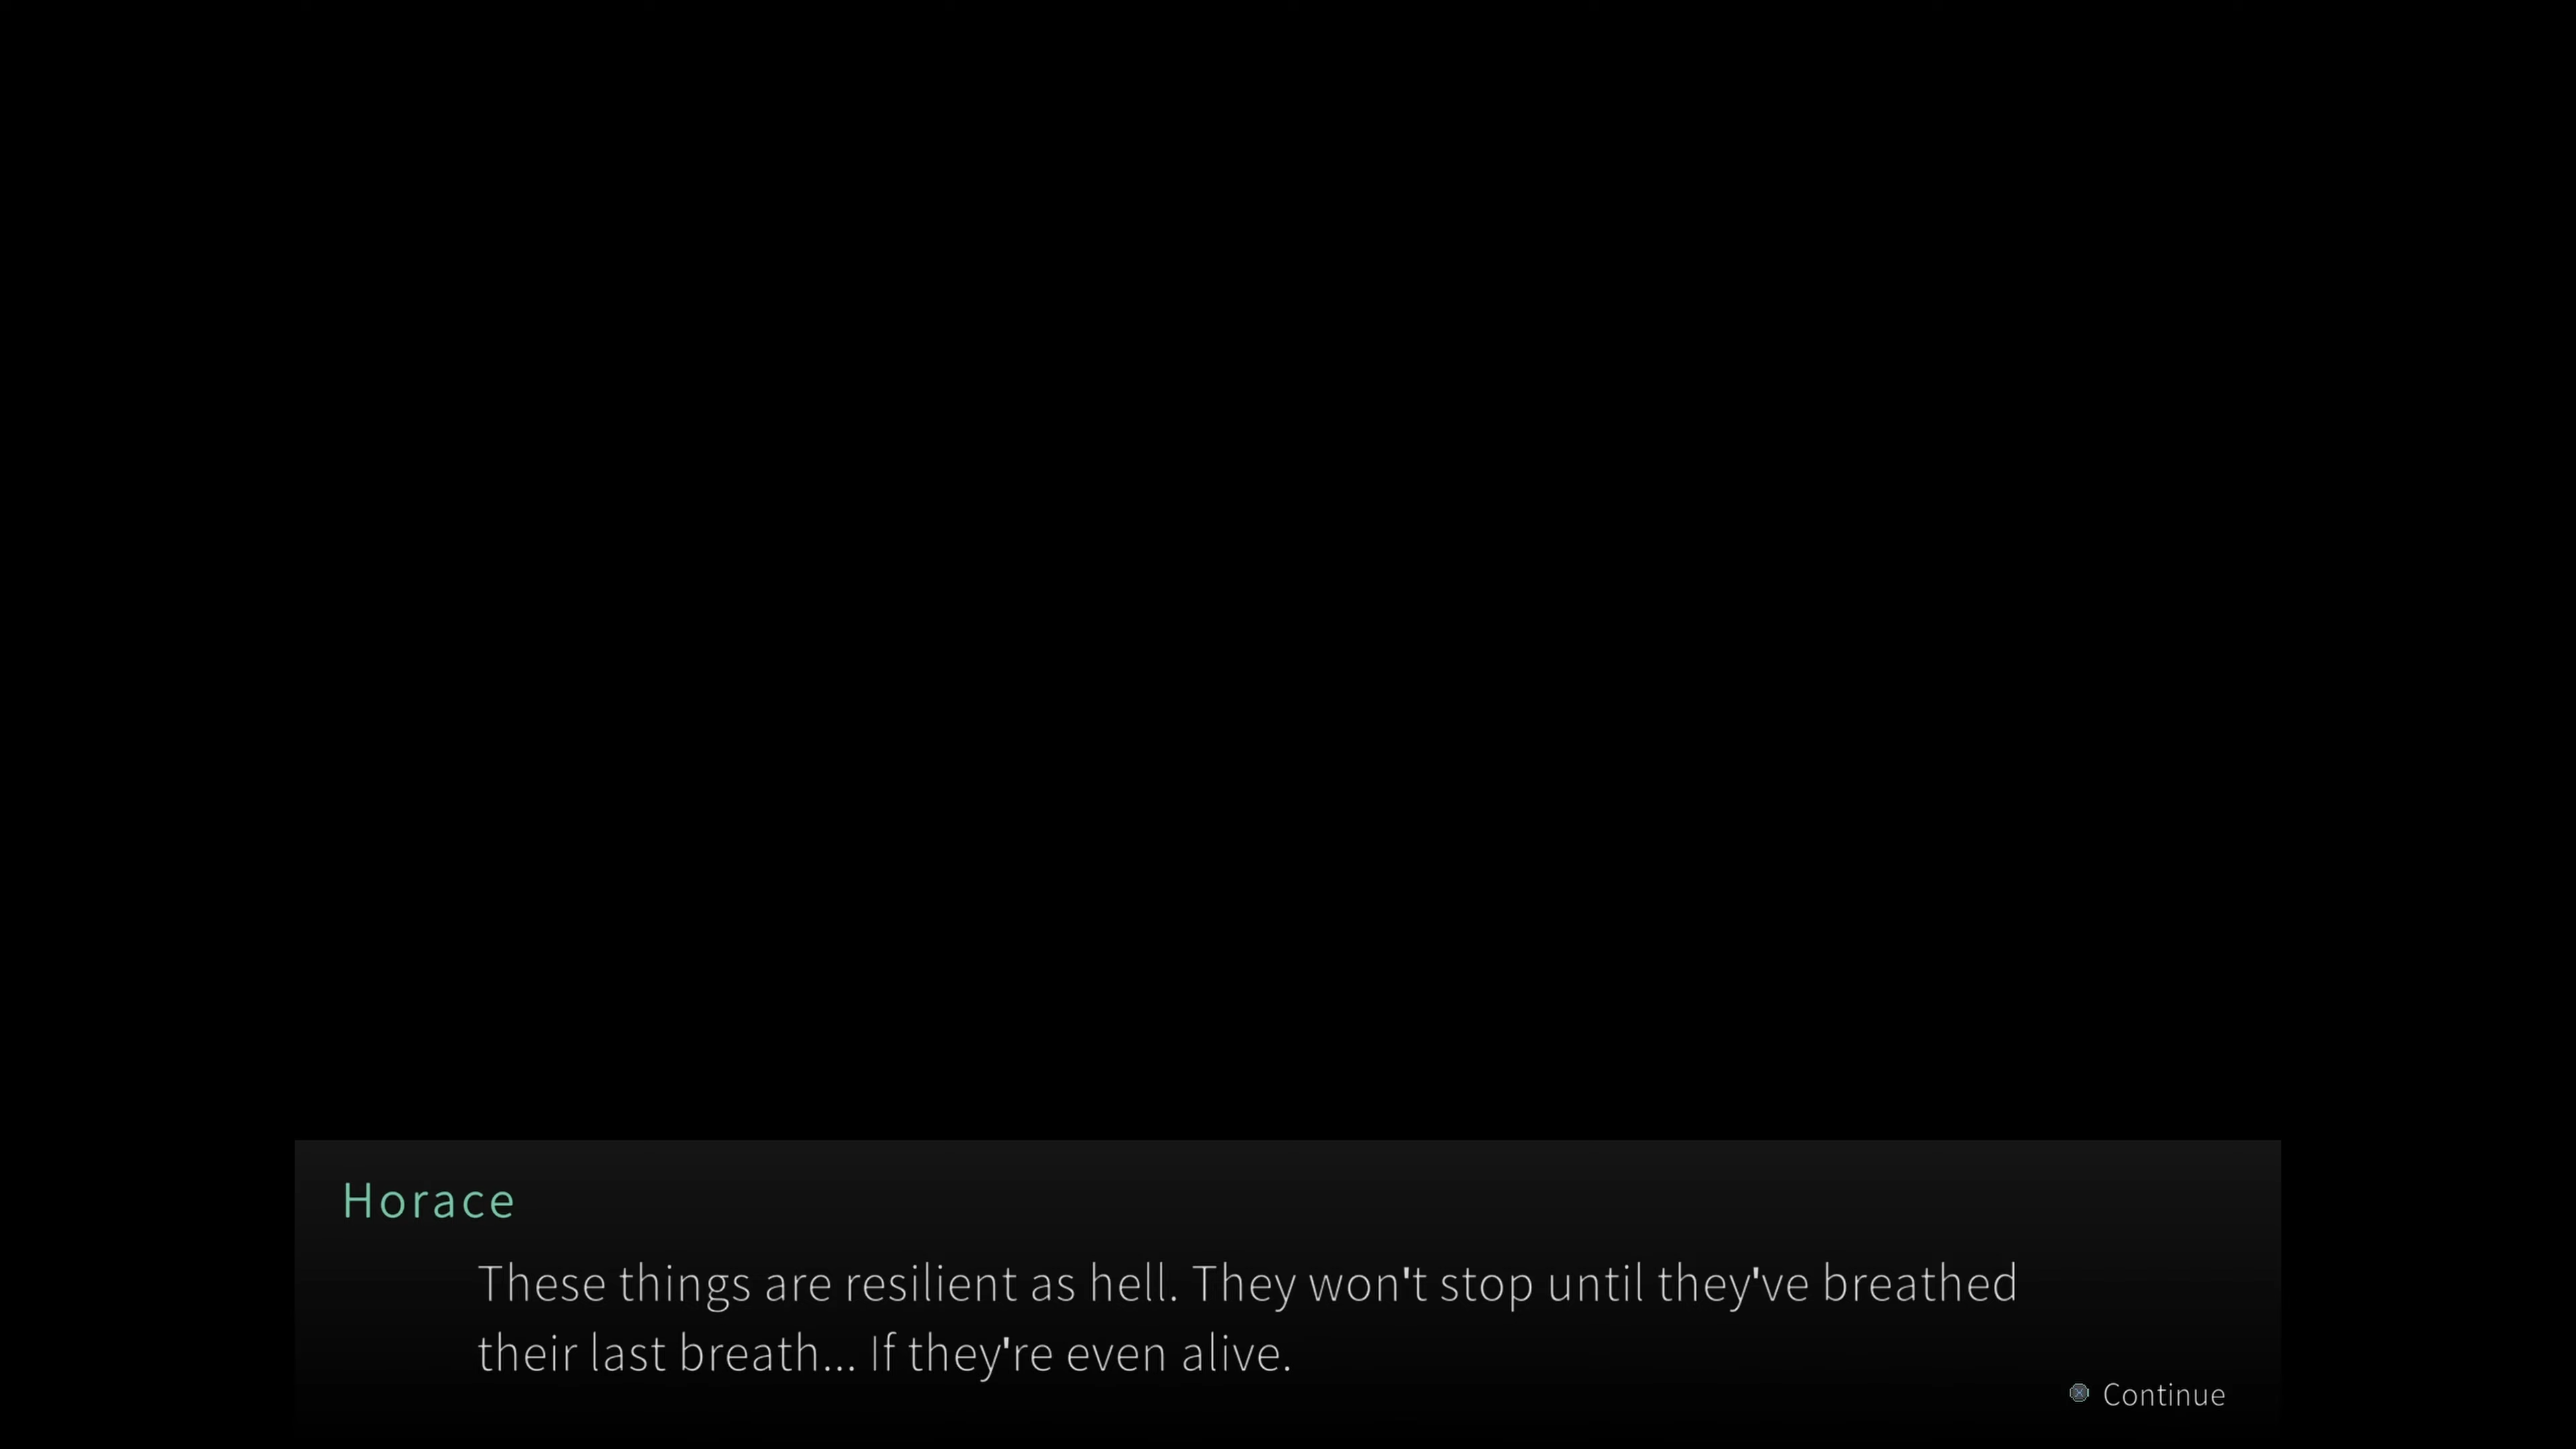 Horace
These things are resilient as hell. They won't stop until they've breathed
their last breath... If they're even alive.
Continue